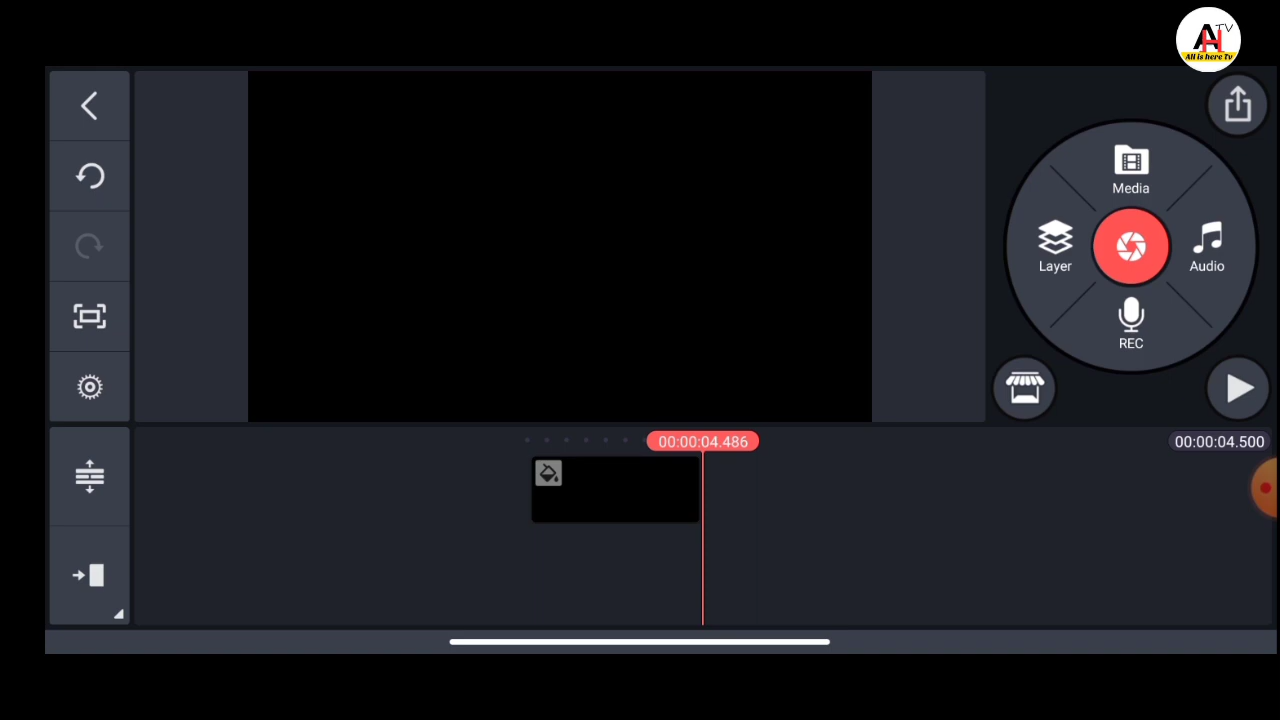 AH TV
All is here Tv
Media
Layer
Audio
REC
00:00:04.486
00:00:04.500